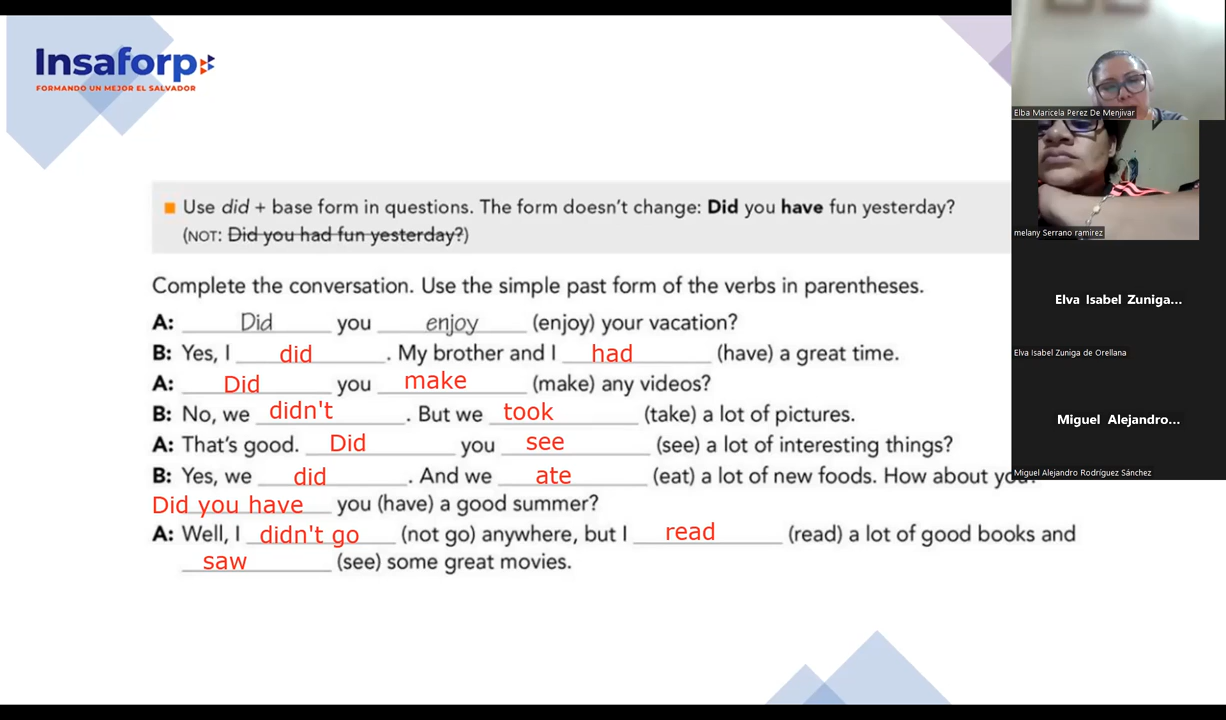 Insaforp
FORMANDO UN MEJOR EL SALVADOR
Use did + base form in questions. The form doesn't change: Did you have fun yesterday?
(NOT: Did you had fun yesterday?)
Complete the conversation. Use the simple past form of the verbs in parentheses.
A: Did you enjoy (enjoy) your vacation?
B: Yes, I did. My brother and I had (have) a great time.
A: Did you make (make) any videos?
B: No, we didn't. But we took (take) a lot of pictures.
A: That's good. Did you see (see) a lot of interesting things?
B: Yes, we did. And we ate (eat) a lot of new foods. How about you?
Did you have you (have) a good summer?
A: Well, I didn't go (not go) anywhere, but I read (read) a lot of good books and
saw (see) some great movies.
Elba Maricela Perez De Menjivar
melany Serrano ramirez
Elva Isabel Zuniga...
Elva Isabel Zuniga de Orellana
Miguel Alejandro...
Miguel Alejandro Rodríguez Sánchez